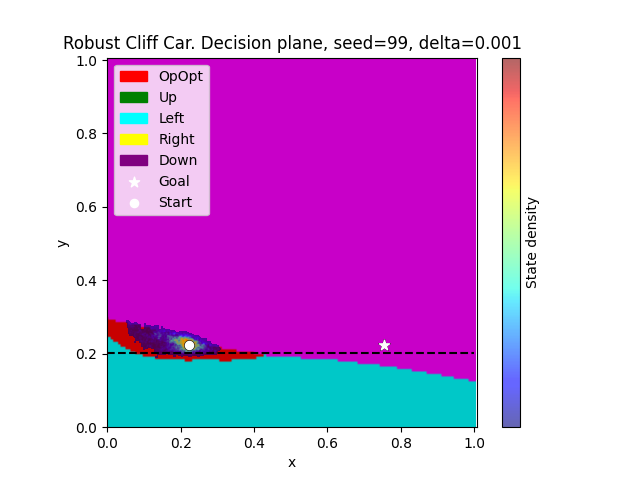 Robust Cliff Car. Decision plane, seed=99, delta=0.001
OpOpt
Up
Left
Right
Down
Goal
Start
1.0
0.8
0.6
0.4
0.2
0.0
y
0.0 0.2 0.4 0.6 0.8 1.0
x
State density